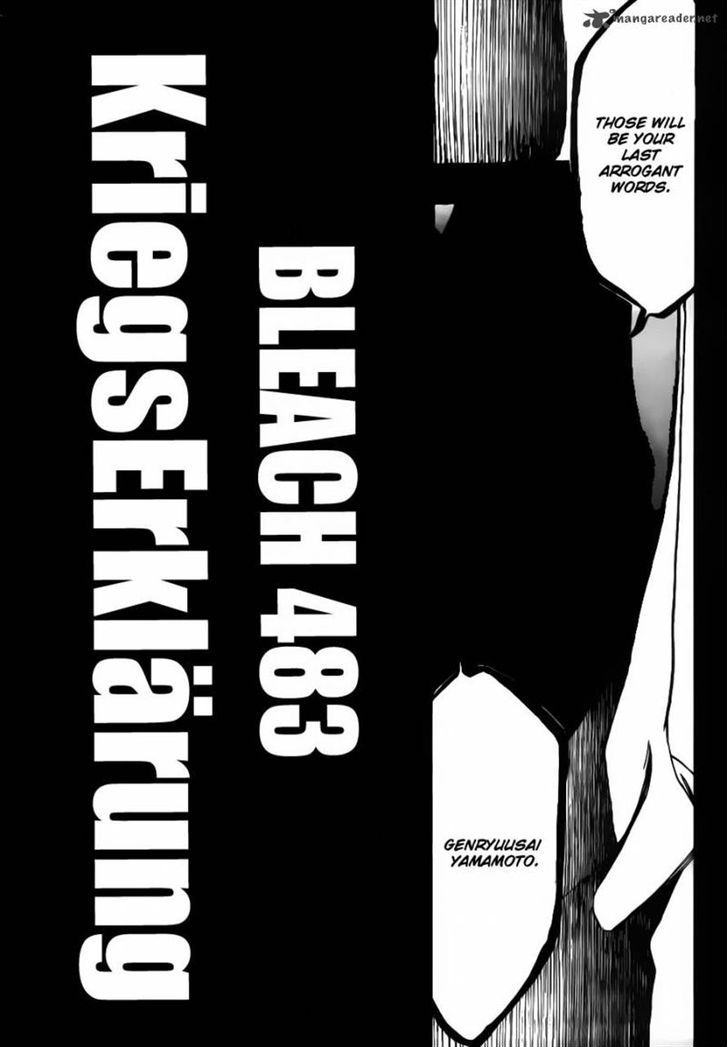 mangareader.net
THOSE WILL
BE YOUR
LAST
ARROGANT
WORDS.
GENRYUUSAI
YAMAMOTO.
BLEACH 483
KriegsErklärung